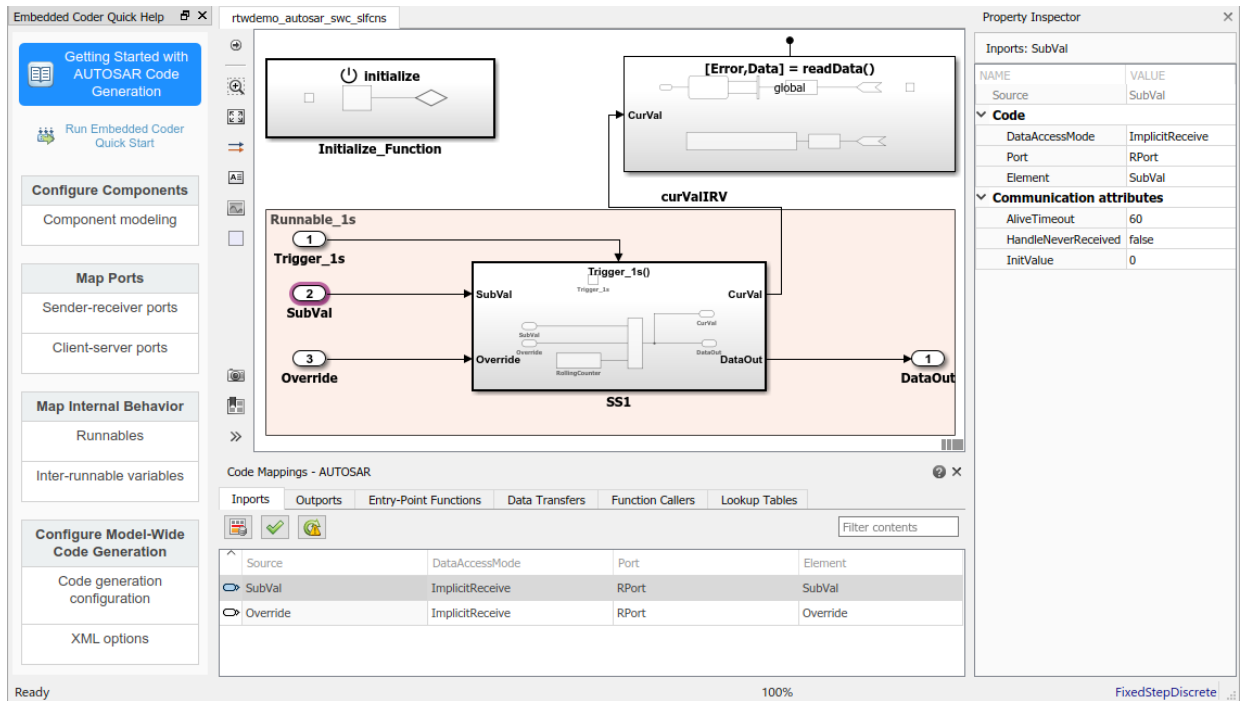 Embedded Coder Quick Help
rtwdemo_autosar_swc_slfcns
Property Inspector
Getting Started with
AUTOSAR Code
Generation
Run Embedded Coder
Quick Start
Configure Components
Component modeling
Map Ports
Sender-receiver ports
Client-server ports
Map Internal Behavior
Runnables
Inter-runnable variables
Configure Model-Wide
Code Generation
Code generation
configuration
XML options
initialize
Initialize_Function
[Error,Data] = readData()
global
CurVal
curValIRV
Runnable_1s
1
Trigger_1s
2
SubVal
3
Override
Trigger_1s()
Trigger_1s
SubVal
CurVal
SubVal
CurVal
Override
Override
DataOut
DataOut
RollingCounter
SS1
1
DataOut
Code Mappings - AUTOSAR
Inports Outports Entry-Point Functions Data Transfers Function Callers Lookup Tables
Filter contents
Source DataAccessMode Port Element
SubVal ImplicitReceive RPort SubVal
Override ImplicitReceive RPort Override
Inports: SubVal
NAME VALUE
Source SubVal
Code
DataAccessMode ImplicitReceive
Port RPort
Element SubVal
Communication attributes
AliveTimeout 60
HandleNeverReceived false
InitValue 0
Ready 100% FixedStepDiscrete